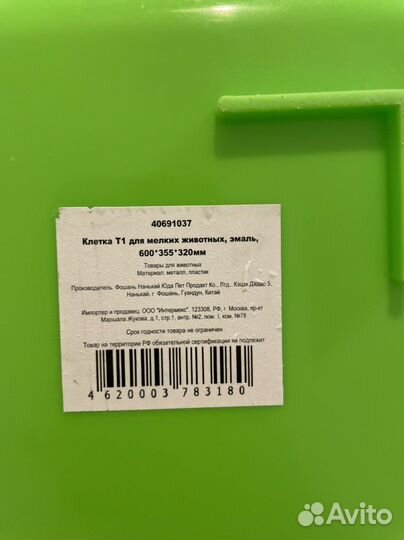 40691037
Клетка Т1 для мелких животных, эмаль,
600*355*320мм
Товары для животных
Материал: металл, пластик
Производитель: Фошань Наньхай Юда Пет Продакт Ко., Лтд., Кэцзи Дадао 5,
Наньхай, г. Фошань, Гуандун, Китай
Импортер и продавец: ООО "Интермекс". 123308, РФ, г. Москва, пр-кт
Маршала Жукова, д.1, стр.1, антр. №2, пом. I, ком. №78
Срок годности товара не ограничен
Товар на территории РФ обязательной сертификации не подлежит
4 620003 783180
Avito